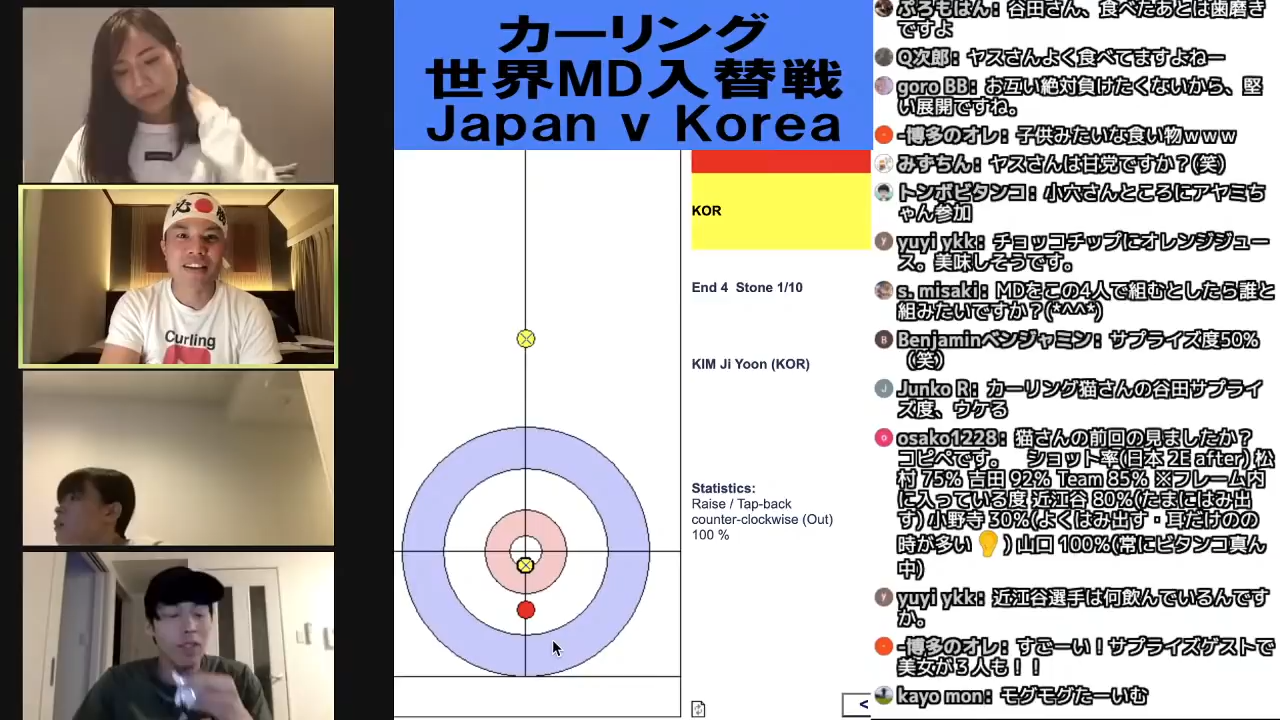 カーリング
世界MD入替戦
Japan v Korea
KOR
End 4 Stone 1/10
KIM Ji Yoon (KOR)
Statistics:
Raise / Tap-back
counter-clockwise (Out)
100 %
<
必
Curling
ぷろもはん: 谷田さん、食べたあとは歯磨き
ですよ
Q次郎: ヤスさんよく食べてますよねー
goro BB: お互い絶対負けたくないから、堅
い展開ですね。
-博多のオレ: 子供みたいな食い物ｗｗｗ
みずちん: ヤスさんは甘党ですか？(笑)
トンボビタンコ: 小穴さんところにアヤミち
ゃん参加
yuyi ykk: チョッコチップにオレンジジュー
ス。美味しそうです。
s. misaki: MDをこの4人で組むとしたら誰と
組みたいですか？(*^^*)
Benjaminベンジャミン: サプライズ度50%
（笑）
Junko R: カーリング猫さんの谷田サプライ
ズ度、ウケる
osako1228: 猫さんの前回の見ましたか？
コピペです。　ショット率(日本 2E after) 松
村 75% 吉田 92% Team 85% ※フレーム内
に入っている度 近江谷 80%(たまにはみ出
す) 小野寺 30%(よくはみ出す・耳だけのの
時が多い👂) 山口 100%(常にビタンコ真ん
中)
yuyi ykk: 近江谷選手は何飲んでいるんです
か。
-博多のオレ: すごーい！サプライズゲストで
美女が３人も！！
kayo mon: モグモグたーいむ